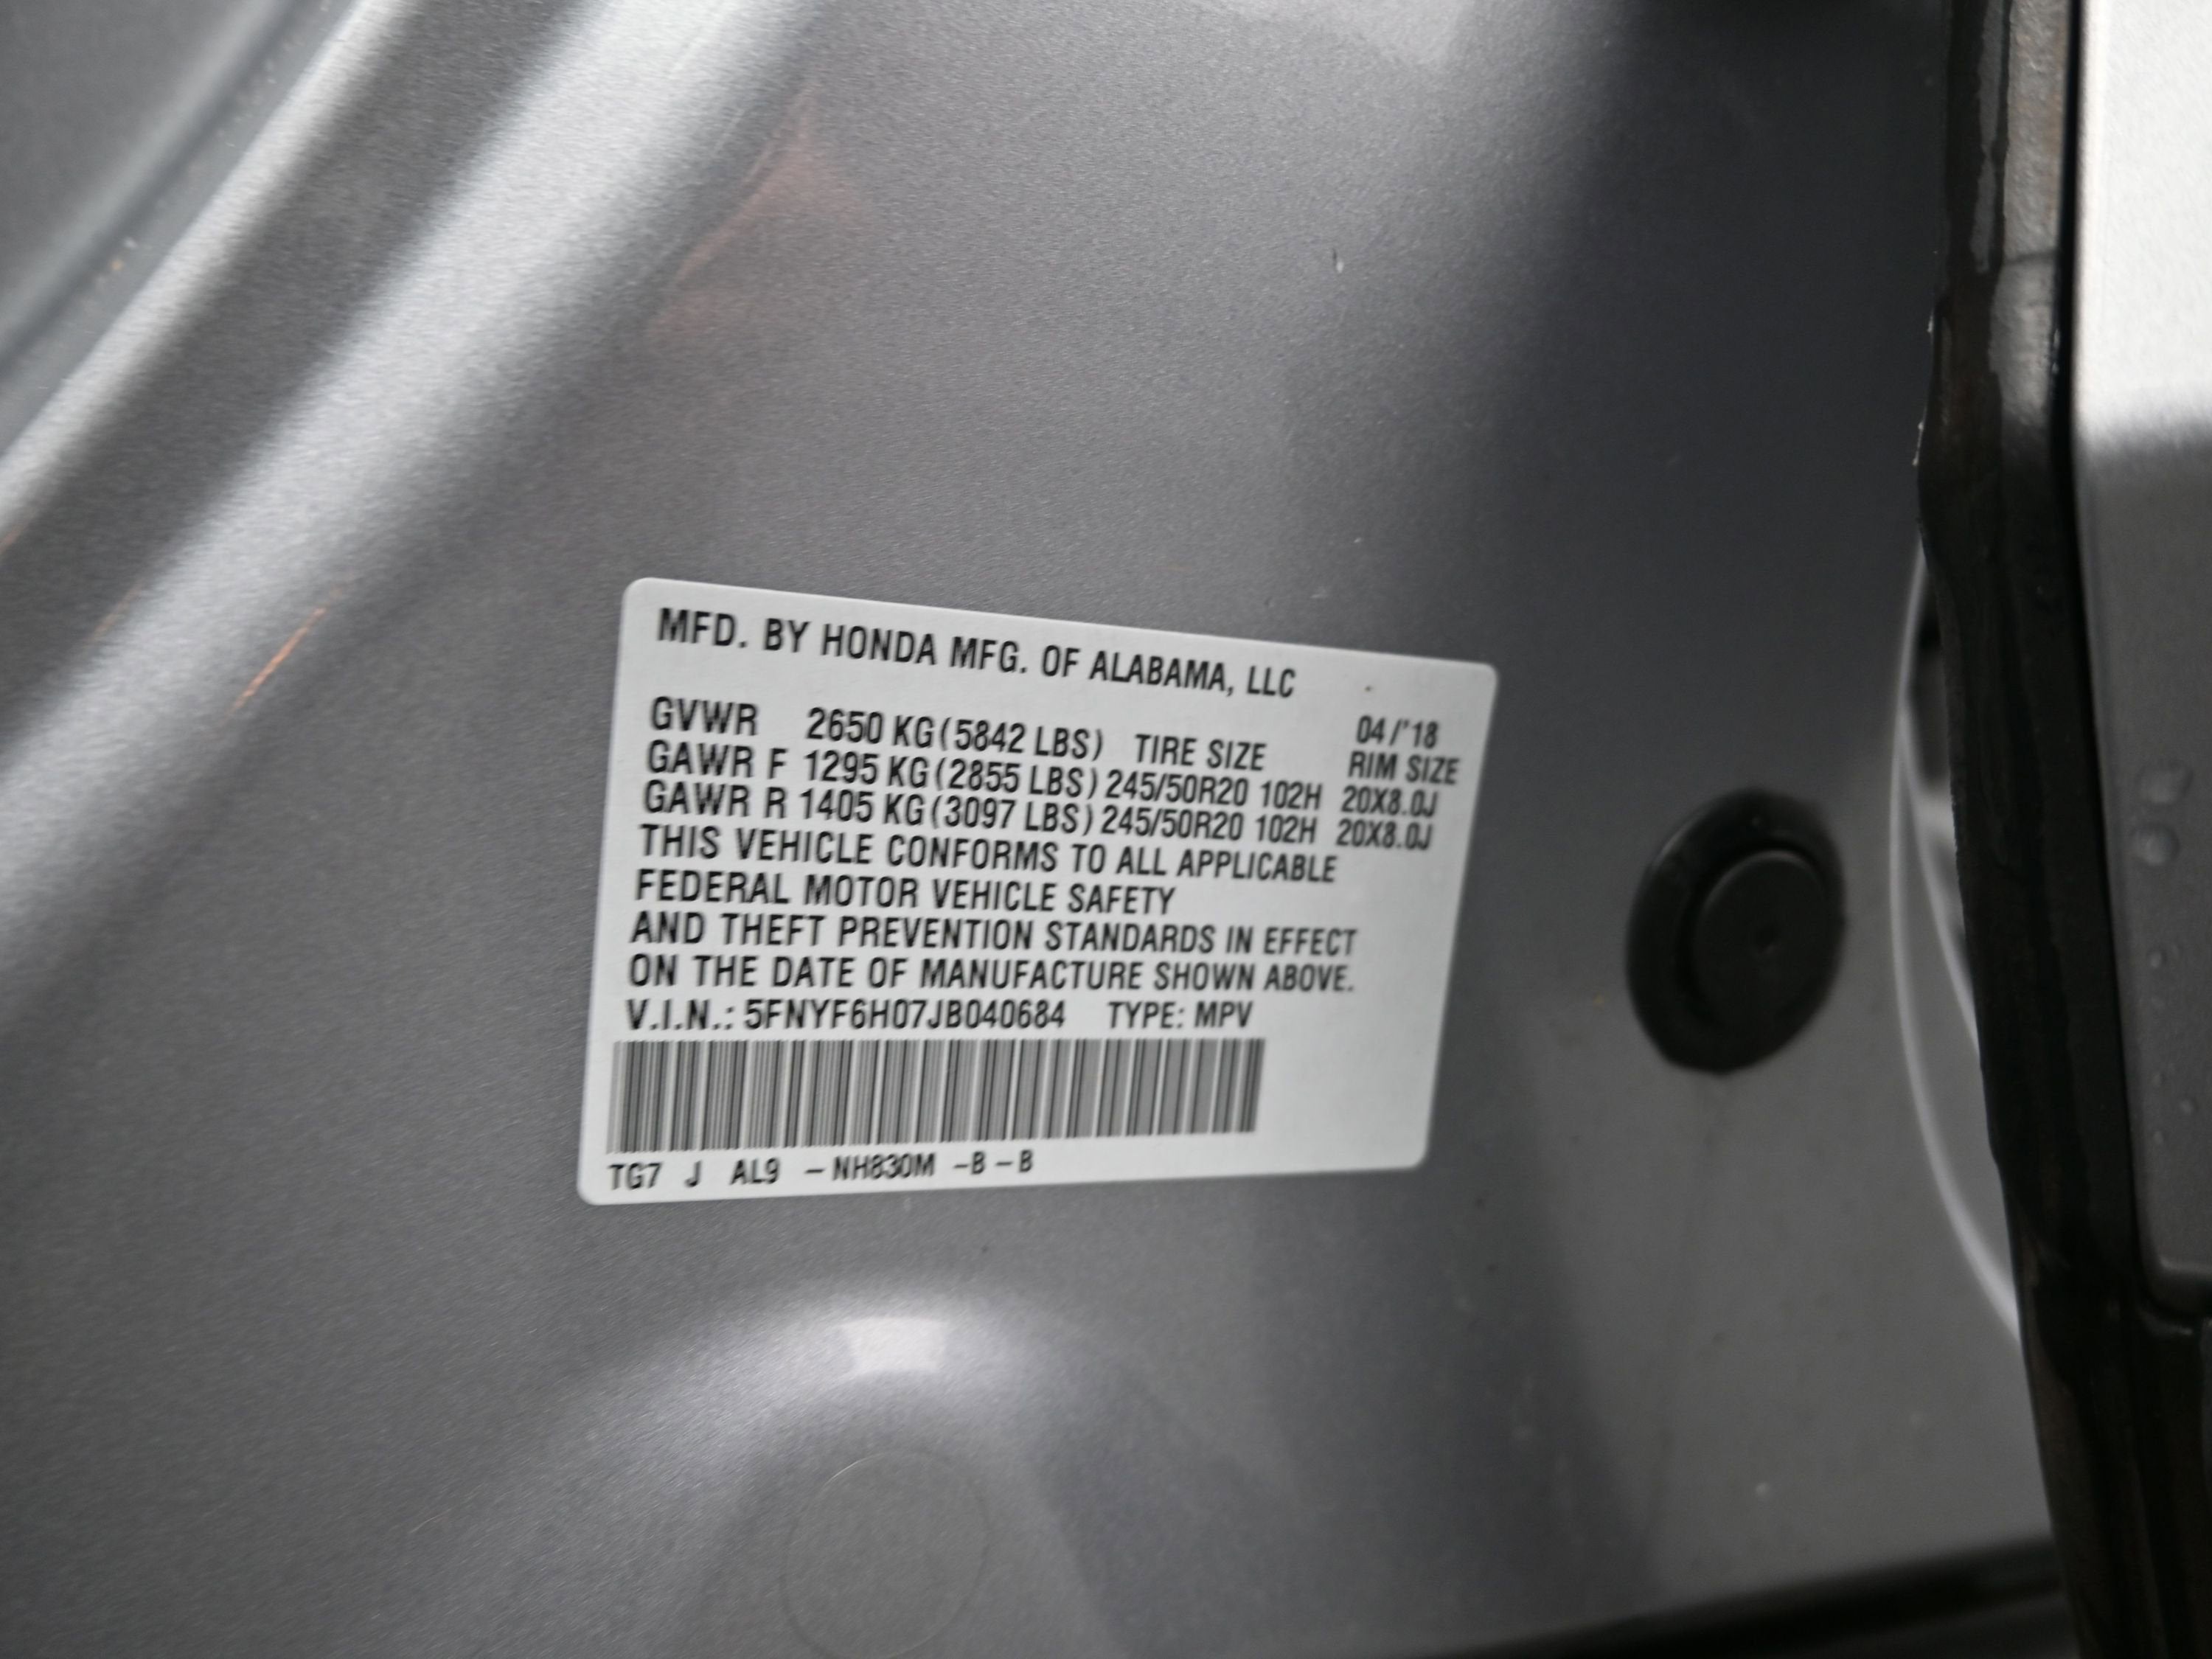 MFD. BY HONDA MFG. OF ALABAMA, LLC
04/'18
GVWR 2650 KG(5842 LBS) TIRE SIZE RIM SIZE
GAWR F 1295 KG(2855 LBS) 245/50R20 102H 20X8.0J
GAWR R 1405 KG(3097 LBS) 245/50R20 102H 20X8.0J
THIS VEHICLE CONFORMS TO ALL APPLICABLE
FEDERAL MOTOR VEHICLE SAFETY
AND THEFT PREVENTION STANDARDS IN EFFECT
ON THE DATE OF MANUFACTURE SHOWN ABOVE.
V.I.N.: 5FNYF6H07JB040684 TYPE: MPV
TG7 J AL9 -NH830M -B-B